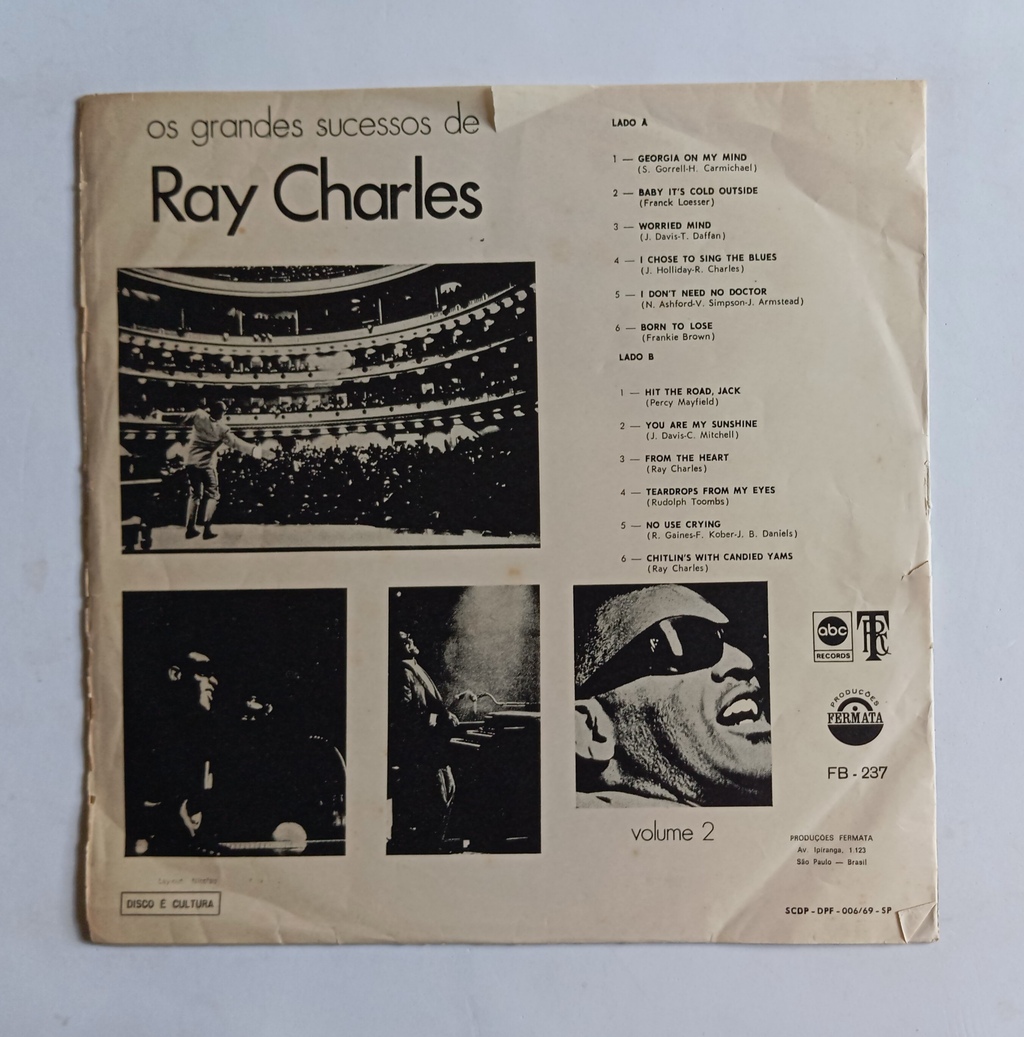 os grandes sucessos de
Ray Charles
LADO A
1 — GEORGIA ON MY MIND
(S. Gorrell-H. Carmichael)
2 — BABY IT'S COLD OUTSIDE
(Franck Loesser)
3 — WORRIED MIND
(J. Davis-T. Daffan)
4 — I CHOSE TO SING THE BLUES
(J. Holliday-R. Charles)
5 — I DON'T NEED NO DOCTOR
(N. Ashford-V. Simpson-J. Armstead)
6 — BORN TO LOSE
(Frankie Brown)
LADO B
1 — HIT THE ROAD, JACK
(Percy Mayfield)
2 — YOU ARE MY SUNSHINE
(J. Davis-C. Mitchell)
3 — FROM THE HEART
(Ray Charles)
4 — TEARDROPS FROM MY EYES
(Rudolph Toombs)
5 — NO USE CRYING
(R. Gaines-F. Kober-J. B. Daniels)
6 — CHITLIN'S WITH CANDIED YAMS
(Ray Charles)
abc
RECORDS
TRC
PRODUCÕES
FERMATA
FB - 237
volume 2
PRODUÇÕES FERMATA
Av. Ipiranga, 1.123
São Paulo — Brasil
DISCO É CULTURA
SCDP - DPF - 006/69 - SP